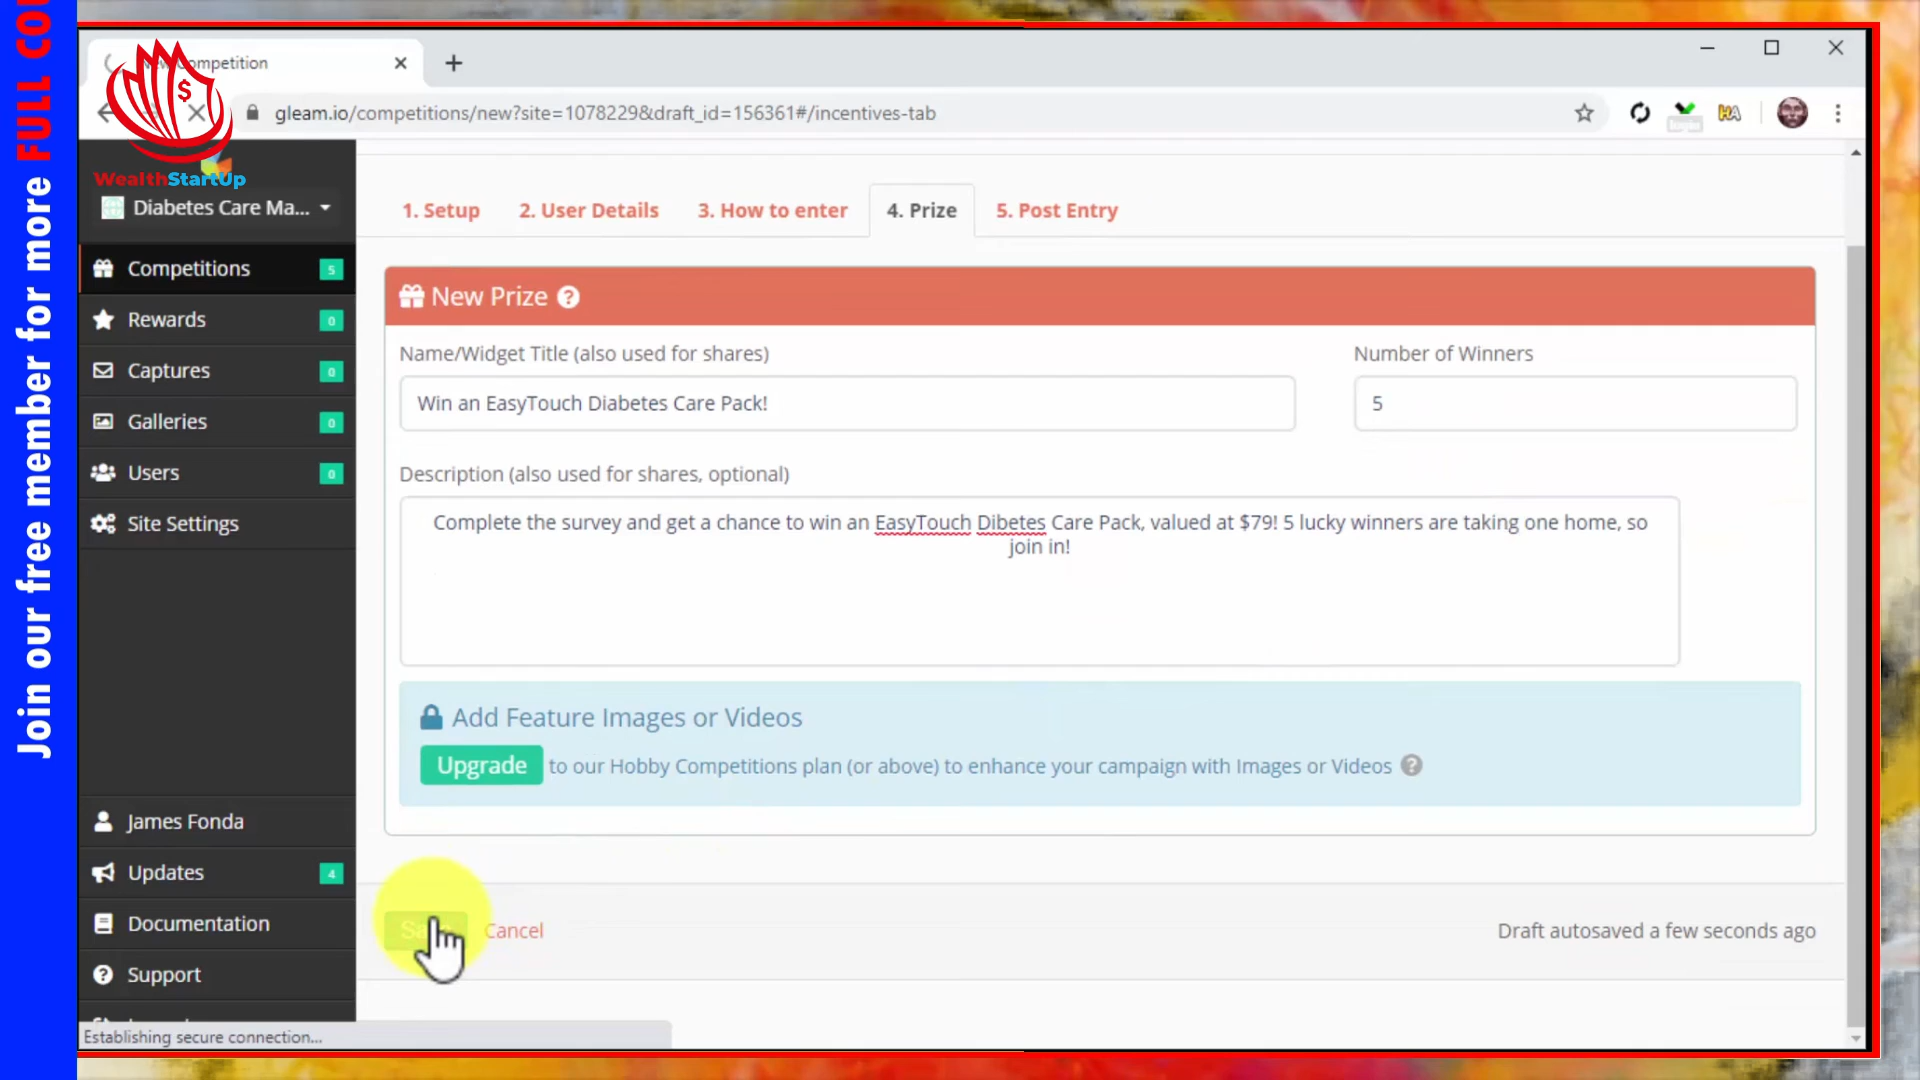 Join our free member for more FULL COU
WealthStartUp
New Competition
gleam.io/competitions/new?site=1078229&draft_id=156361#/incentives-tab
HA
Diabetes Care Ma...
Competitions 5
Rewards 0
Captures 0
Galleries 0
Users 0
Site Settings
James Fonda
Updates 4
Documentation
Support
1. Setup 2. User Details 3. How to enter 4. Prize 5. Post Entry
New Prize ?
Name/Widget Title (also used for shares) Number of Winners
Win an EasyTouch Diabetes Care Pack! 5
Description (also used for shares, optional)
Complete the survey and get a chance to win an EasyTouch Dibetes Care Pack, valued at $79! 5 lucky winners are taking one home, so
join in!
Add Feature Images or Videos
Upgrade to our Hobby Competitions plan (or above) to enhance your campaign with Images or Videos ?
Cancel Draft autosaved a few seconds ago
Establishing secure connection...